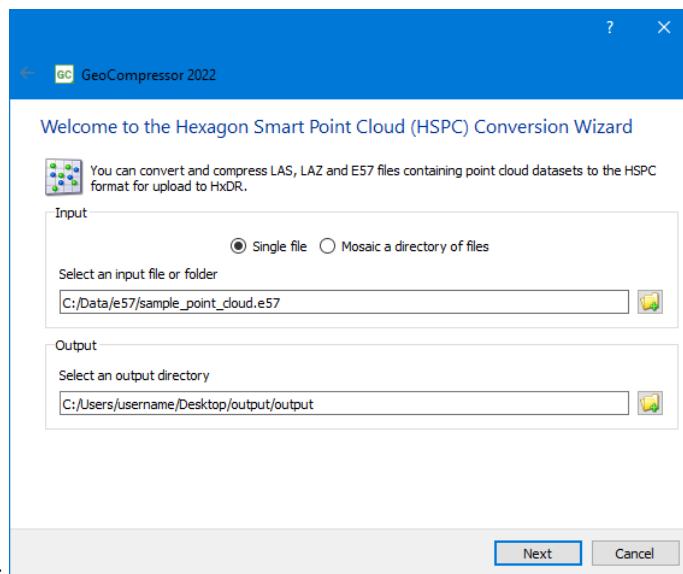 ?
GC GeoCompressor 2022
Welcome to the Hexagon Smart Point Cloud (HSPC) Conversion Wizard
You can convert and compress LAS, LAZ and E57 files containing point cloud datasets to the HSPC
format for upload to HxDR.
Input
Single file Mosaic a directory of files
Select an input file or folder
C:/Data/e57/sample_point_cloud.e57
Output
Select an output directory
C:/Users/username/Desktop/output/output
Next Cancel